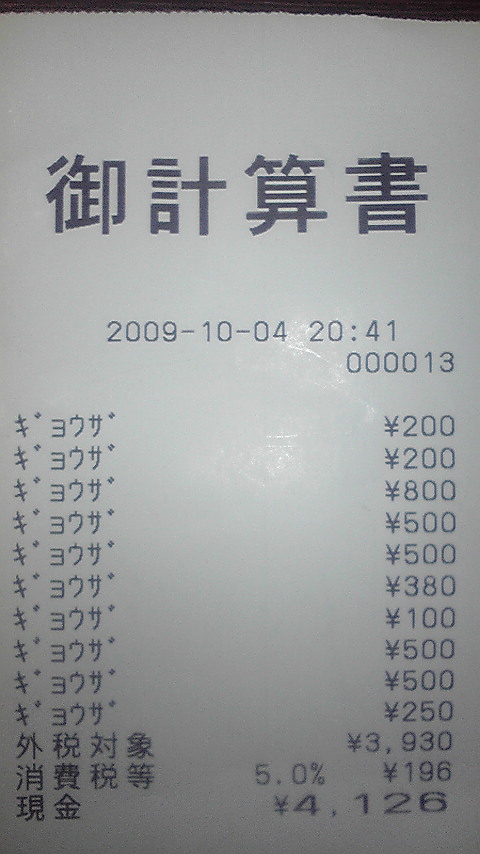 御計算書
2009-10-04 20:41
000013
ギョウザ ¥200
ギョウザ ¥200
ギョウザ ¥800
ギョウザ ¥500
ギョウザ ¥500
ギョウザ ¥380
ギョウザ ¥100
ギョウザ ¥500
ギョウザ ¥500
ギョウザ ¥250
外税対象 ¥3,930
消費税等 5.0% ¥196
現金 ¥4,126